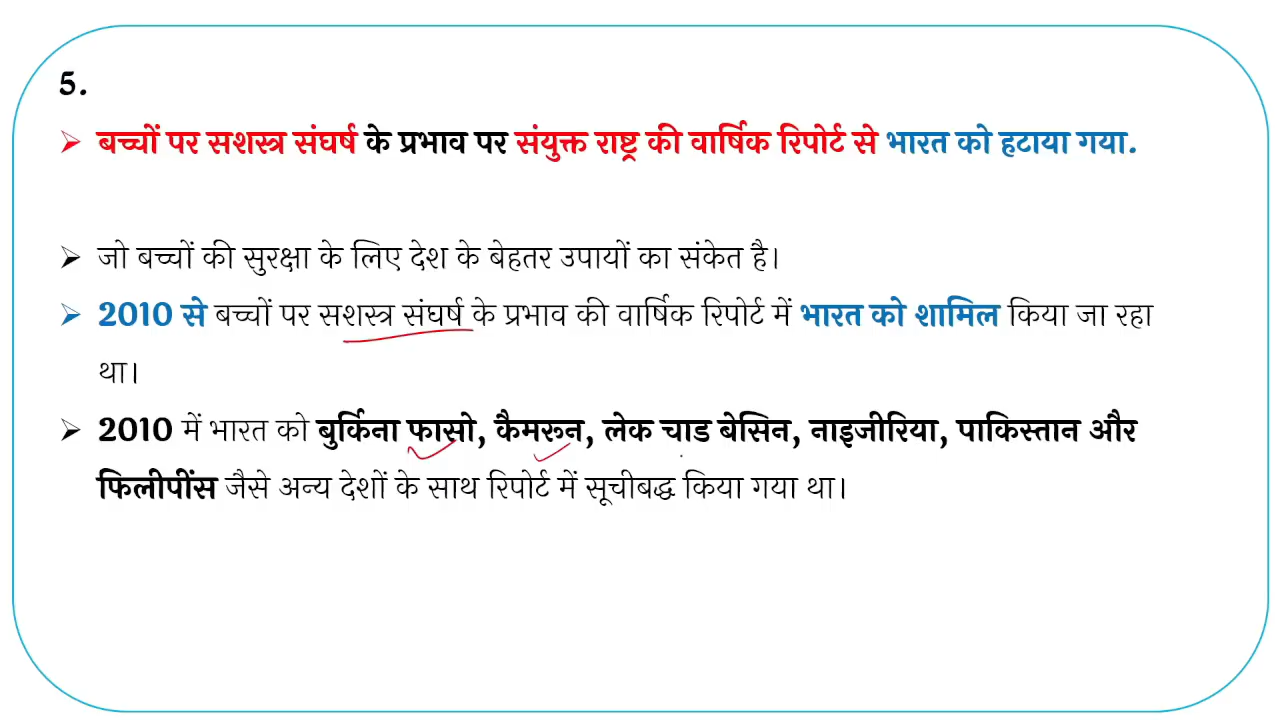 5.
बच्चों पर सशस्त्र संघर्ष के प्रभाव पर संयुक्त राष्ट्र की वार्षिक रिपोर्ट से भारत को हटाया गया.
जो बच्चों की सुरक्षा के लिए देश के बेहतर उपायों का संकेत है।
2010 से बच्चों पर सशस्त्र संघर्ष के प्रभाव की वार्षिक रिपोर्ट में भारत को शामिल किया जा रहा
था।
2010 में भारत को बुर्किना फासो, कैमरून, लेक चाड बेसिन, नाइजीरिया, पाकिस्तान और
फिलीपींस जैसे अन्य देशों के साथ रिपोर्ट में सूचीबद्ध किया गया था।